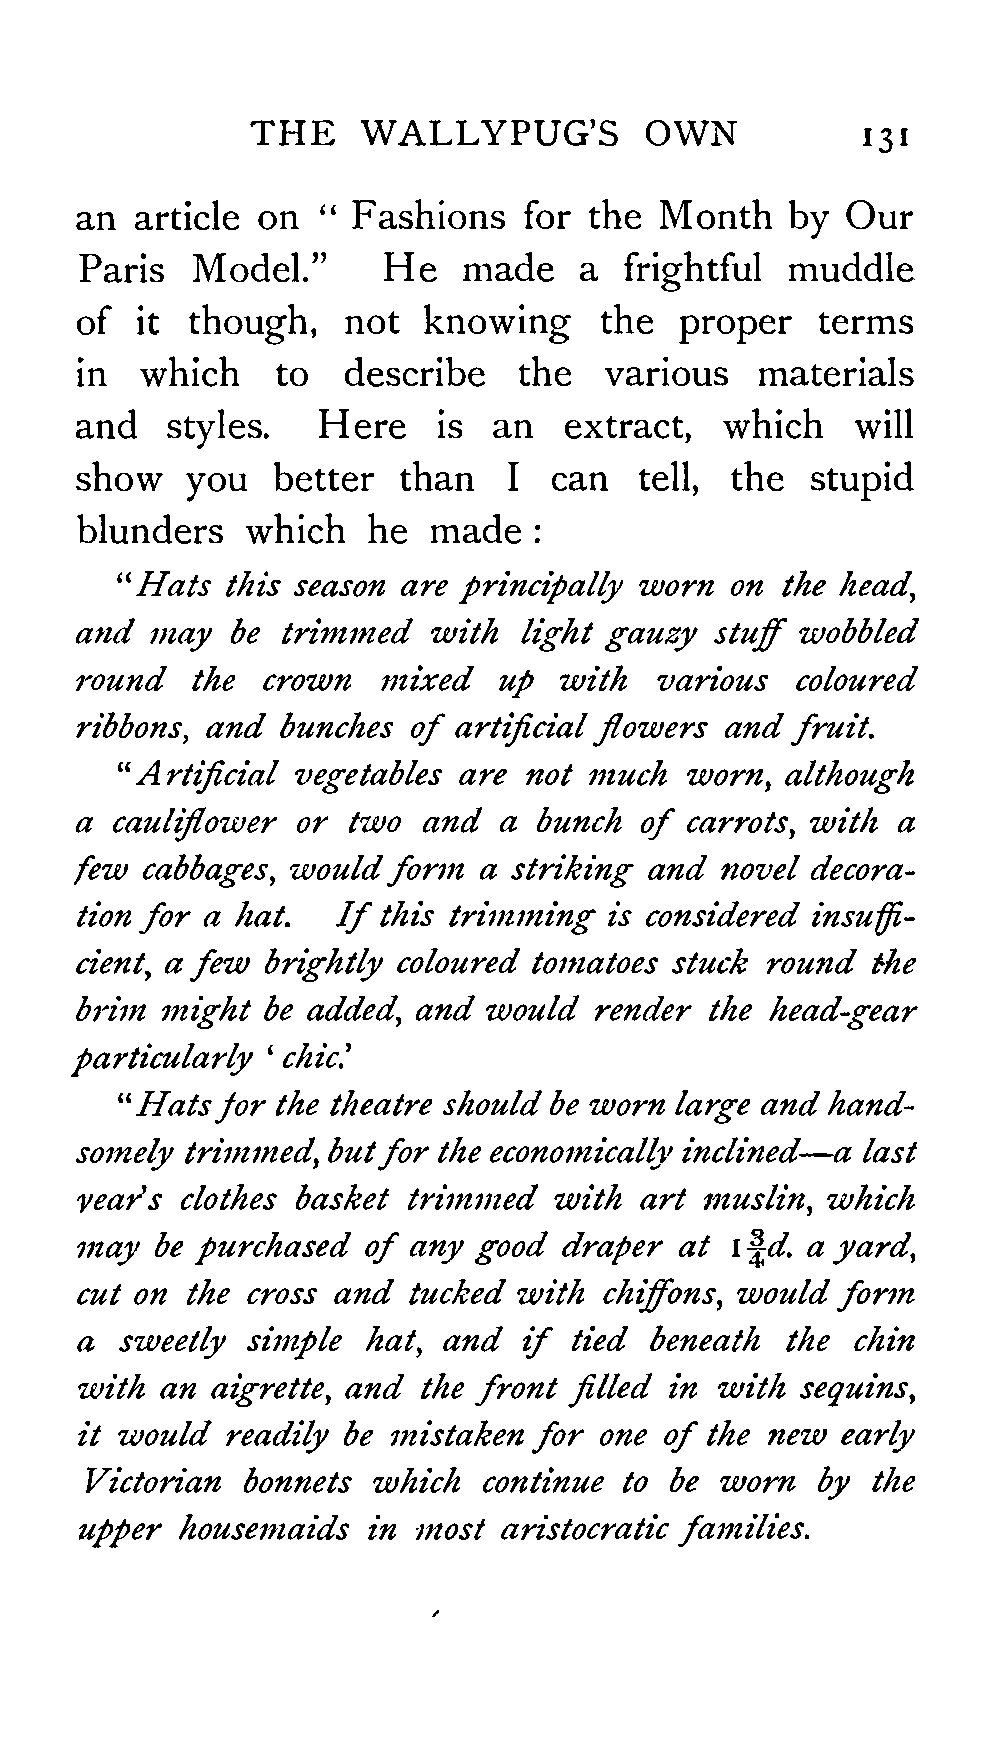 THE WALLYPUG'S OWN 131
an article on " Fashions for the Month by Our
Paris Model." He made a frightful muddle
of it though, not knowing the proper terms
in which to describe the various materials
and styles. Here is an extract, which will
show you better than I can tell, the stupid
blunders which he made :
"Hats this season are principally worn on the head,
and may be trimmed with light gauzy stuff wobbled
round the crown mixed up with various coloured
ribbons, and bunches of artificial flowers and fruit.
"Artificial vegetables are not much worn, although
a cauliflower or two and a bunch of carrots, with a
few cabbages, would form a striking and novel decora-
tion for a hat. If this trimming is considered insuffi-
cient, a few brightly coloured tomatoes stuck round the
brim might be added, and would render the head-gear
particularly ' chic.'
"Hats for the theatre should be worn large and hand-
somely trimmed, but for the economically inclined—a last
year's clothes basket trimmed with art muslin, which
may be purchased of any good draper at 1¾d. a yard,
cut on the cross and tucked with chiffons, would form
a sweetly simple hat, and if tied beneath the chin
with an aigrette, and the front filled in with sequins,
it would readily be mistaken for one of the new early
Victorian bonnets which continue to be worn by the
upper housemaids in most aristocratic families.